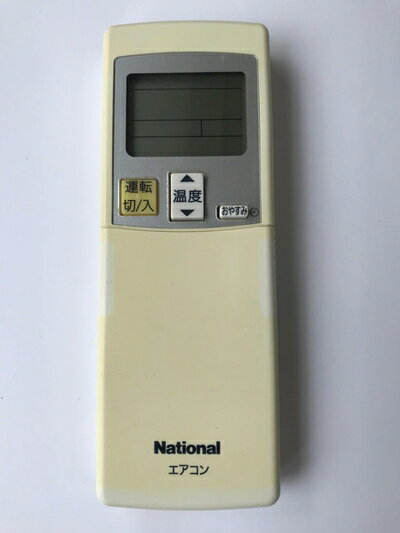 運転
切/入
温度
おやすみ
National
エアコン